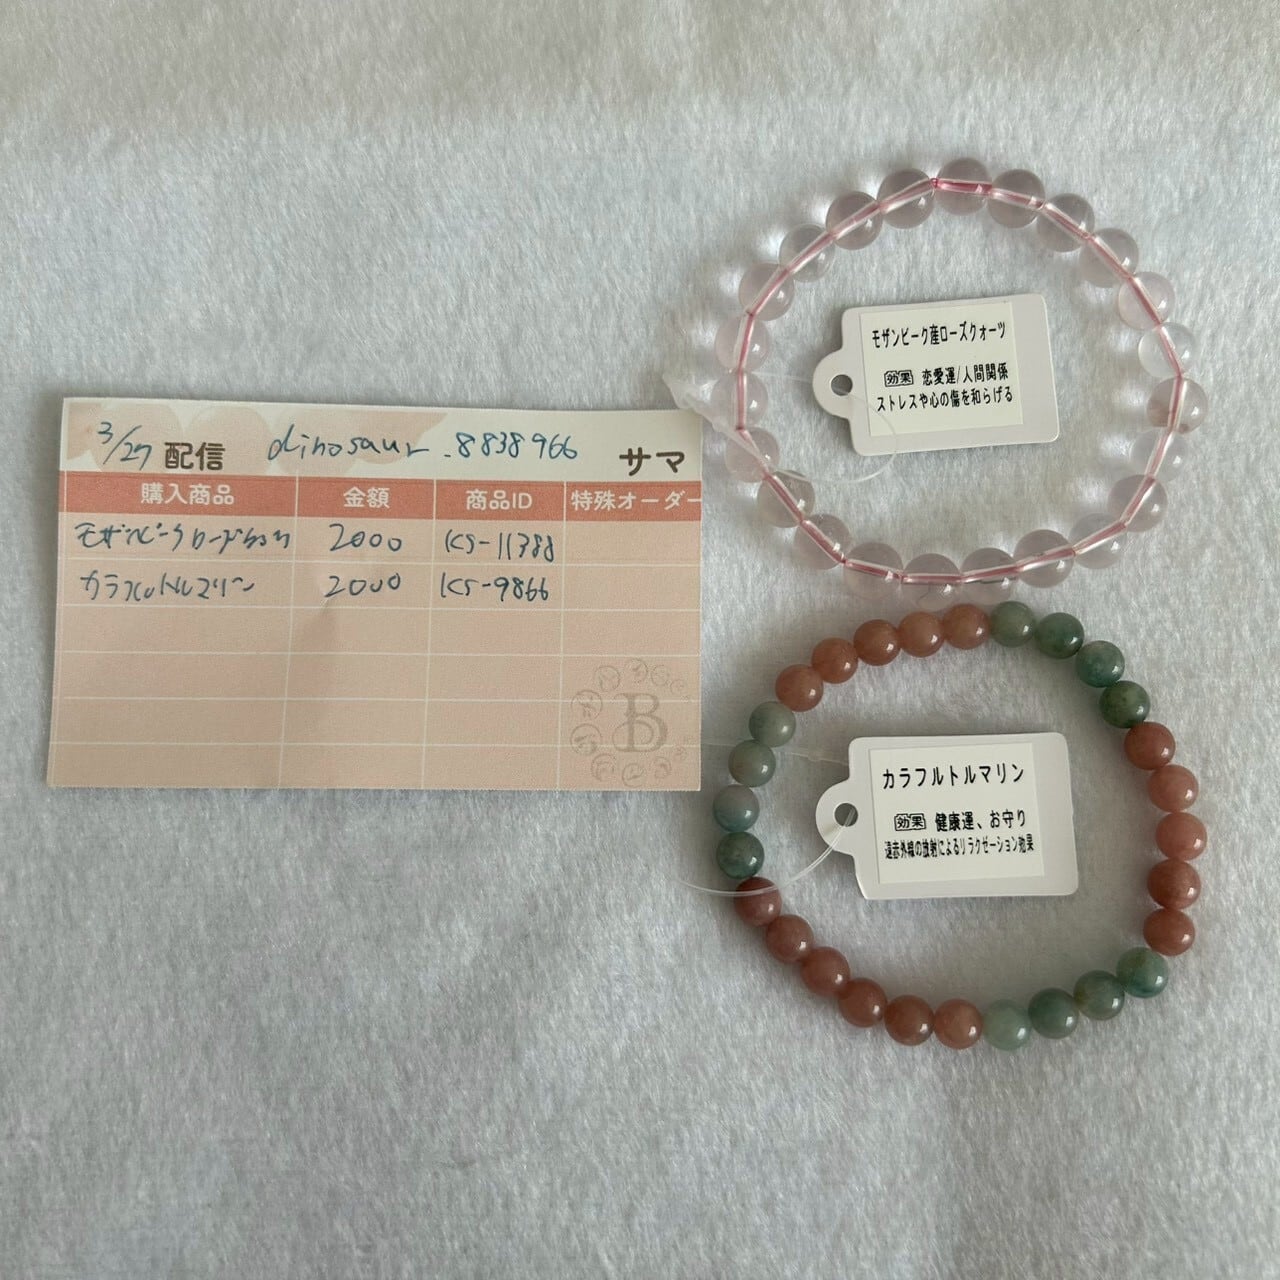 3/27 配信 dinosaur.8838966 サマ
購入商品 金額 商品ID 特殊オーダー
モザンビークローズクォーツ 2000 KS-11388
カラフルトルマリン 2000 KS-9866
B
モザンビーク産ローズクォーツ
効果 恋愛運/人間関係
ストレスや心の傷を和らげる
カラフルトルマリン
効果 健康運、お守り
遠赤外線の放射によるリラクゼーション効果